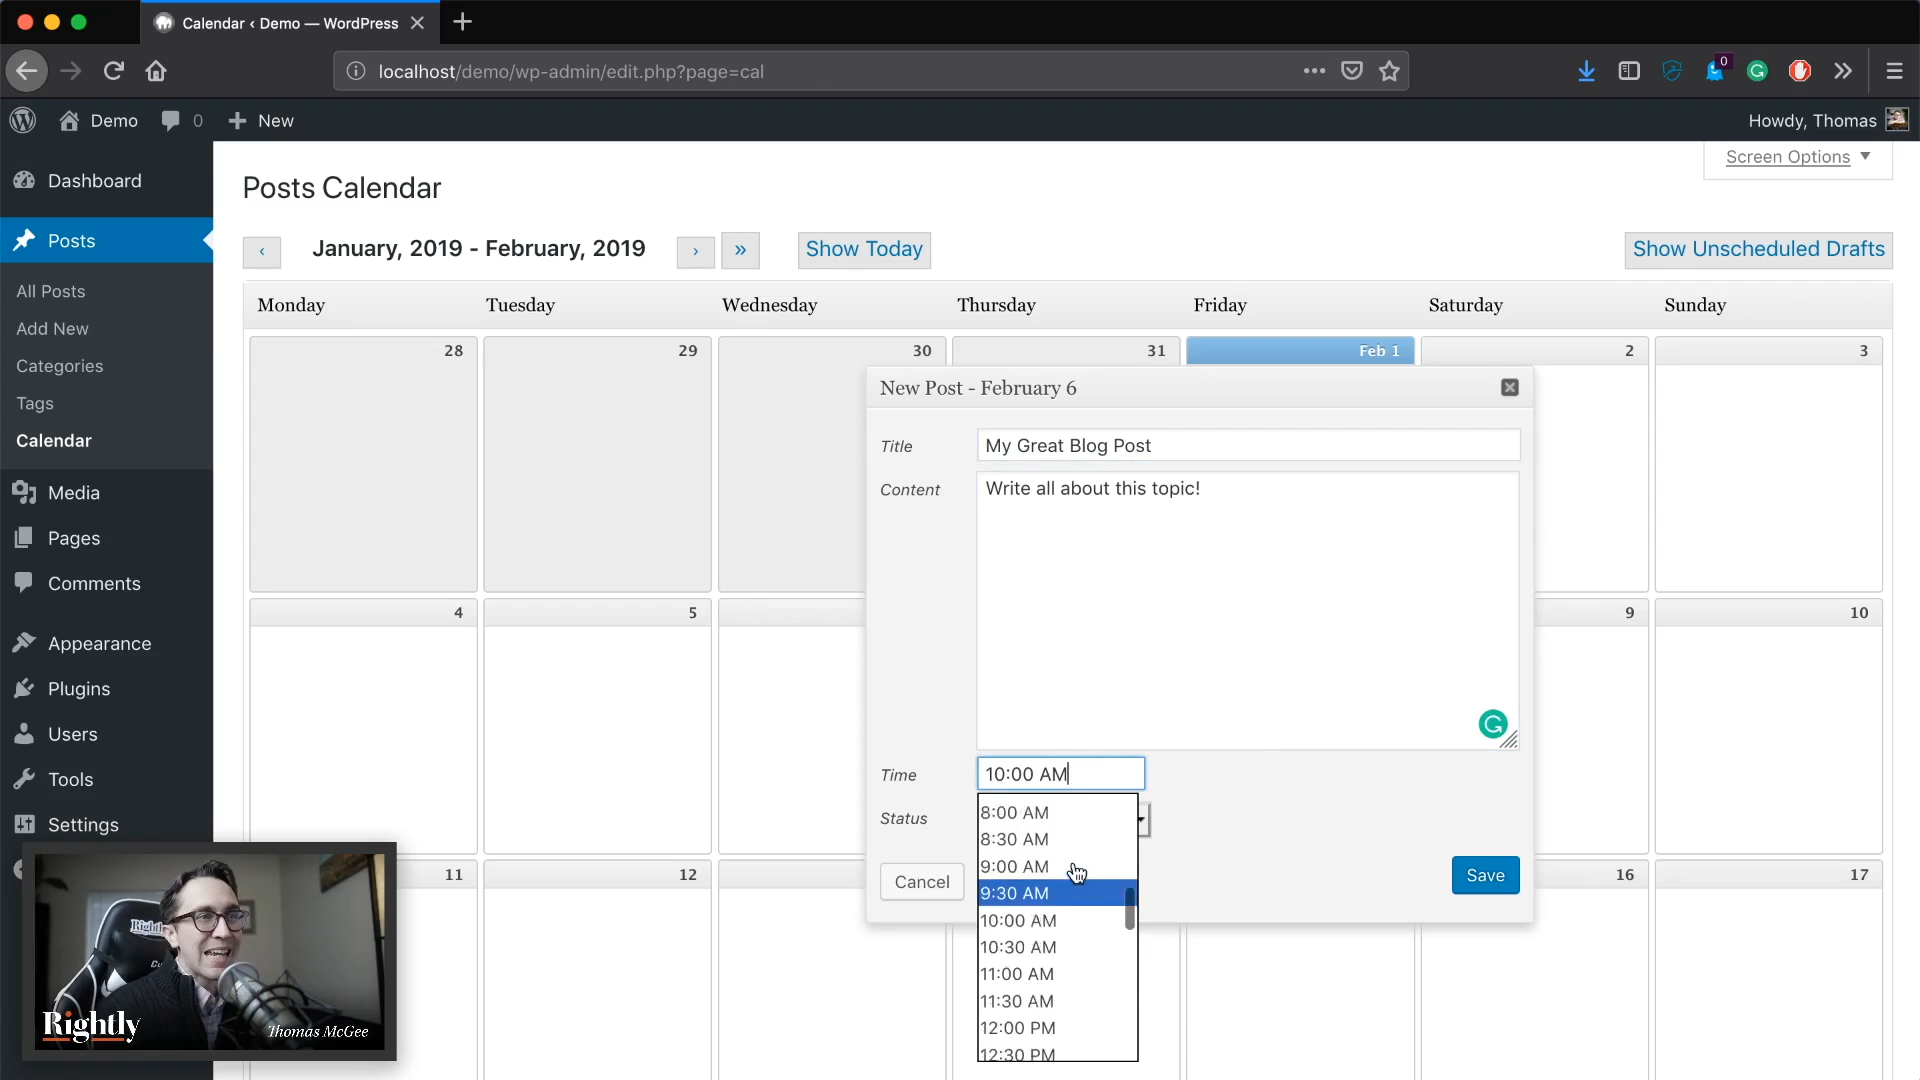 Calendar ‹ Demo — WordPress
localhost/demo/wp-admin/edit.php?page=cal
0
Demo 0 New
Howdy, Thomas
Screen Options
Dashboard
Posts
All Posts
Add New
Categories
Tags
Calendar
Media
Pages
Comments
Appearance
Plugins
Users
Tools
Settings
Posts Calendar
‹ January, 2019 - February, 2019 › » Show Today Show Unscheduled Drafts
Monday Tuesday Wednesday Thursday Friday Saturday Sunday
28 29 30 31 Feb 1 2 3
New Post - February 6
Title My Great Blog Post
Content Write all about this topic!
4 5 9 10
Time 10:00 AM
Status
8:00 AM
8:30 AM
9:00 AM
9:30 AM
10:00 AM
10:30 AM
11:00 AM
11:30 AM
12:00 PM
12:30 PM
Cancel Save
11 12 16 17
Rightly
Rightly
Thomas McGee